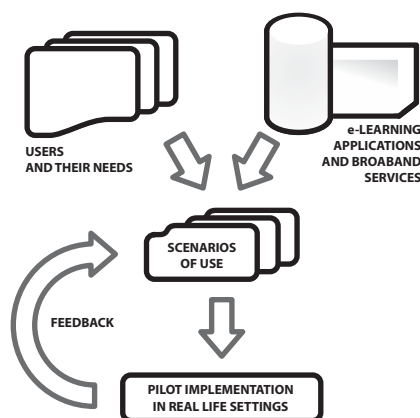 USERS
AND THEIR NEEDS
e-LEARNING
APPLICATIONS
AND BROABAND
SERVICES
SCENARIOS
OF USE
FEEDBACK
PILOT IMPLEMENTATION
IN REAL LIFE SETTINGS